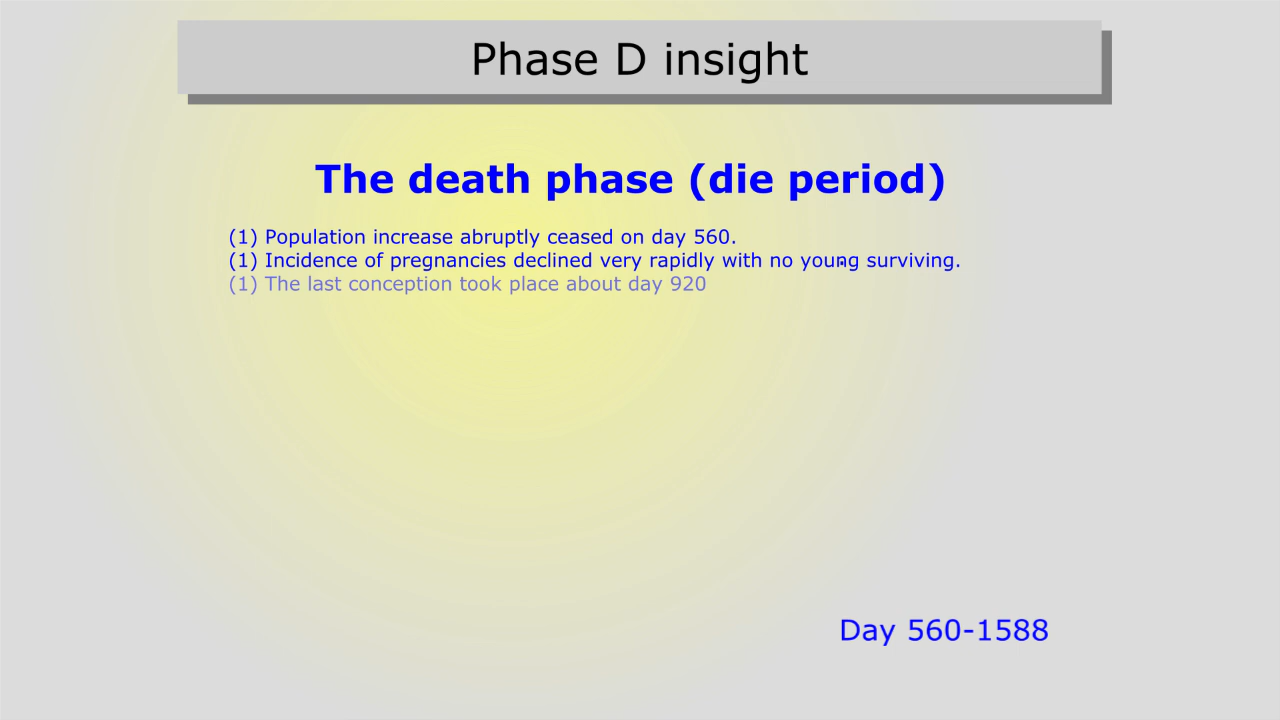 Phase D insight
The death phase (die period)
(1) Population increase abruptly ceased on day 560.
(1) Incidence of pregnancies declined very rapidly with no young surviving.
(1) The last conception took place about day 920
Day 560-1588